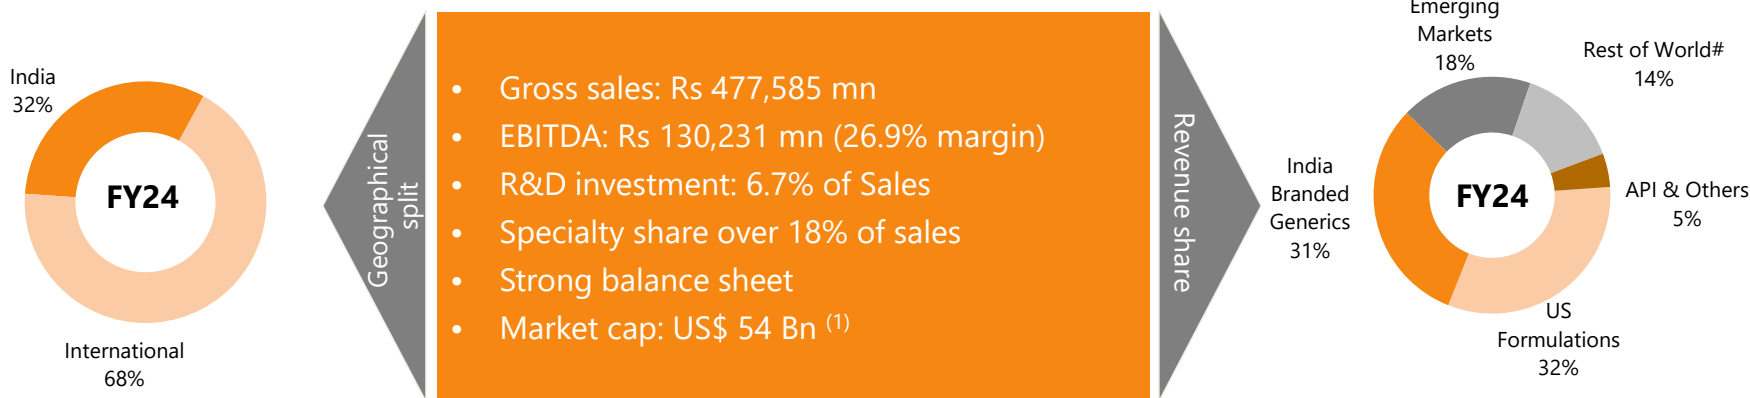 India
32%
FY24
International
68%
Geographical
split
• Gross sales: Rs 477,585 mn
• EBITDA: Rs 130,231 mn (26.9% margin)
• R&D investment: 6.7% of Sales
• Specialty share over 18% of sales
• Strong balance sheet
• Market cap: US$ 54 Bn (1)
Revenue share
Emerging
Markets
18%
Rest of World#
14%
India
Branded
Generics
31%
FY24
API & Others
5%
US
Formulations
32%